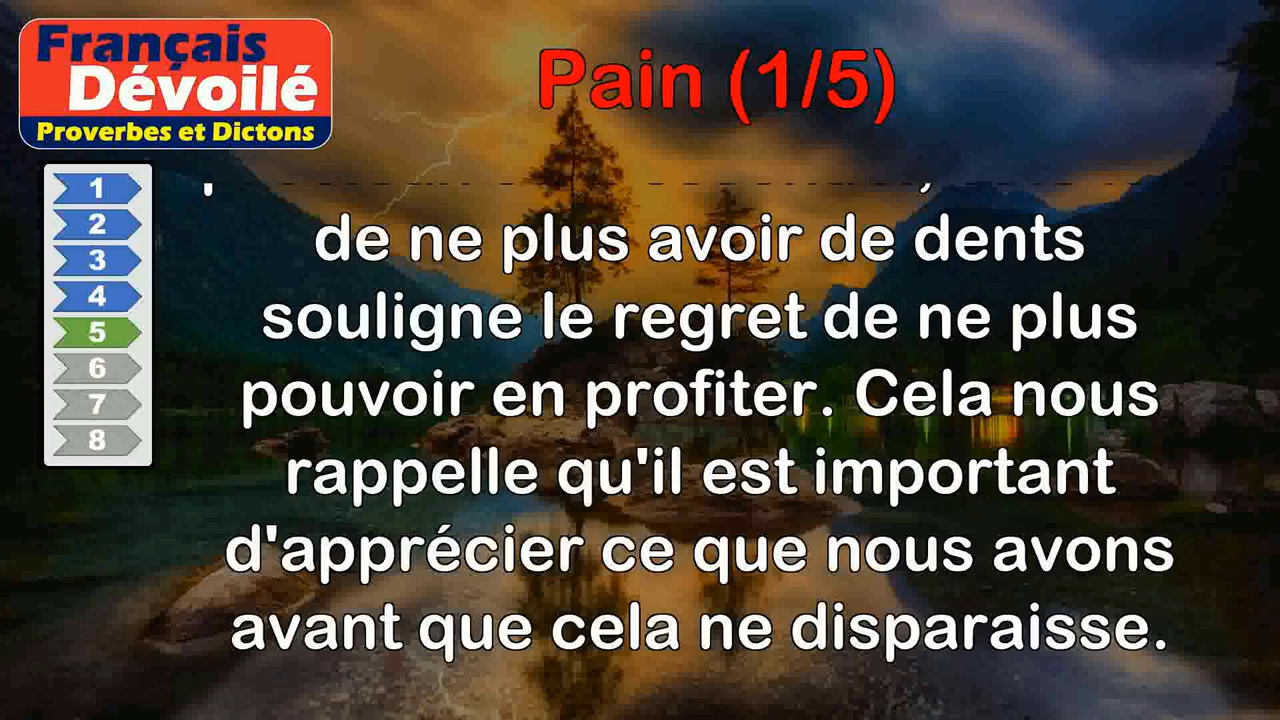 Français
Dévoilé
Proverbes et Dictons
Pain (1/5)
1
2
3
4
5
6
7
8
de ne plus avoir de dents
souligne le regret de ne plus
pouvoir en profiter. Cela nous
rappelle qu'il est important
d'apprécier ce que nous avons
avant que cela ne disparaisse.